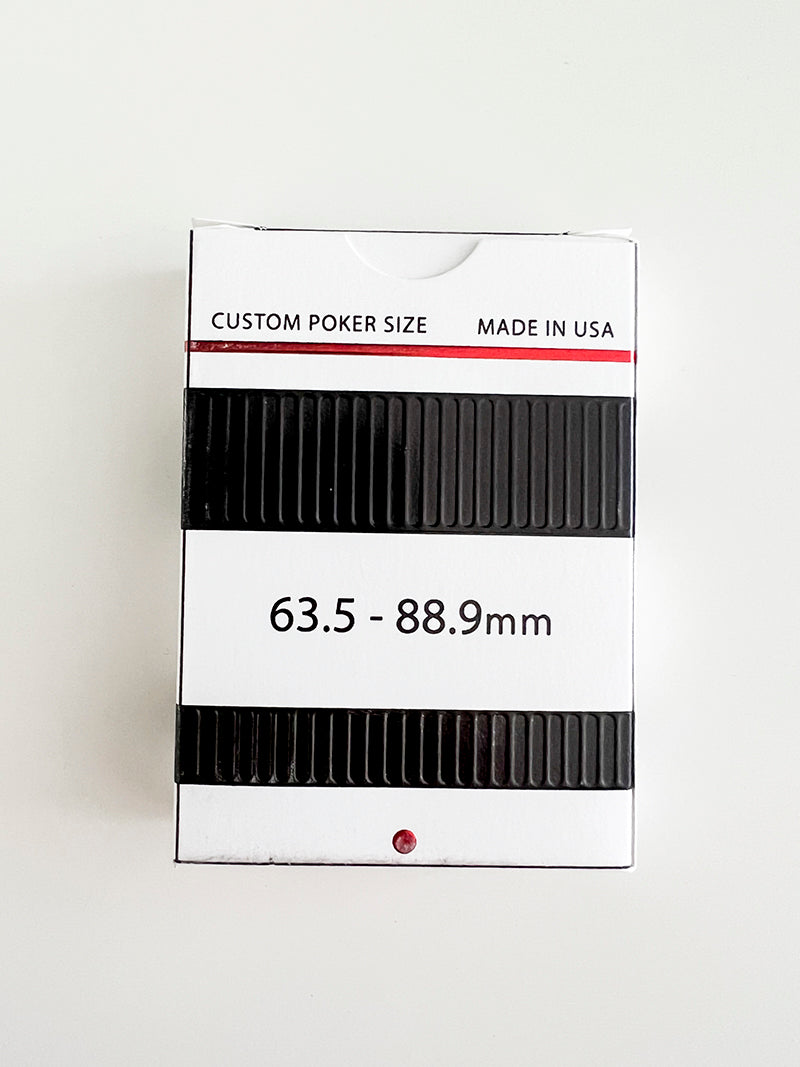 CUSTOM POKER SIZE MADE IN USA
63.5 - 88.9mm